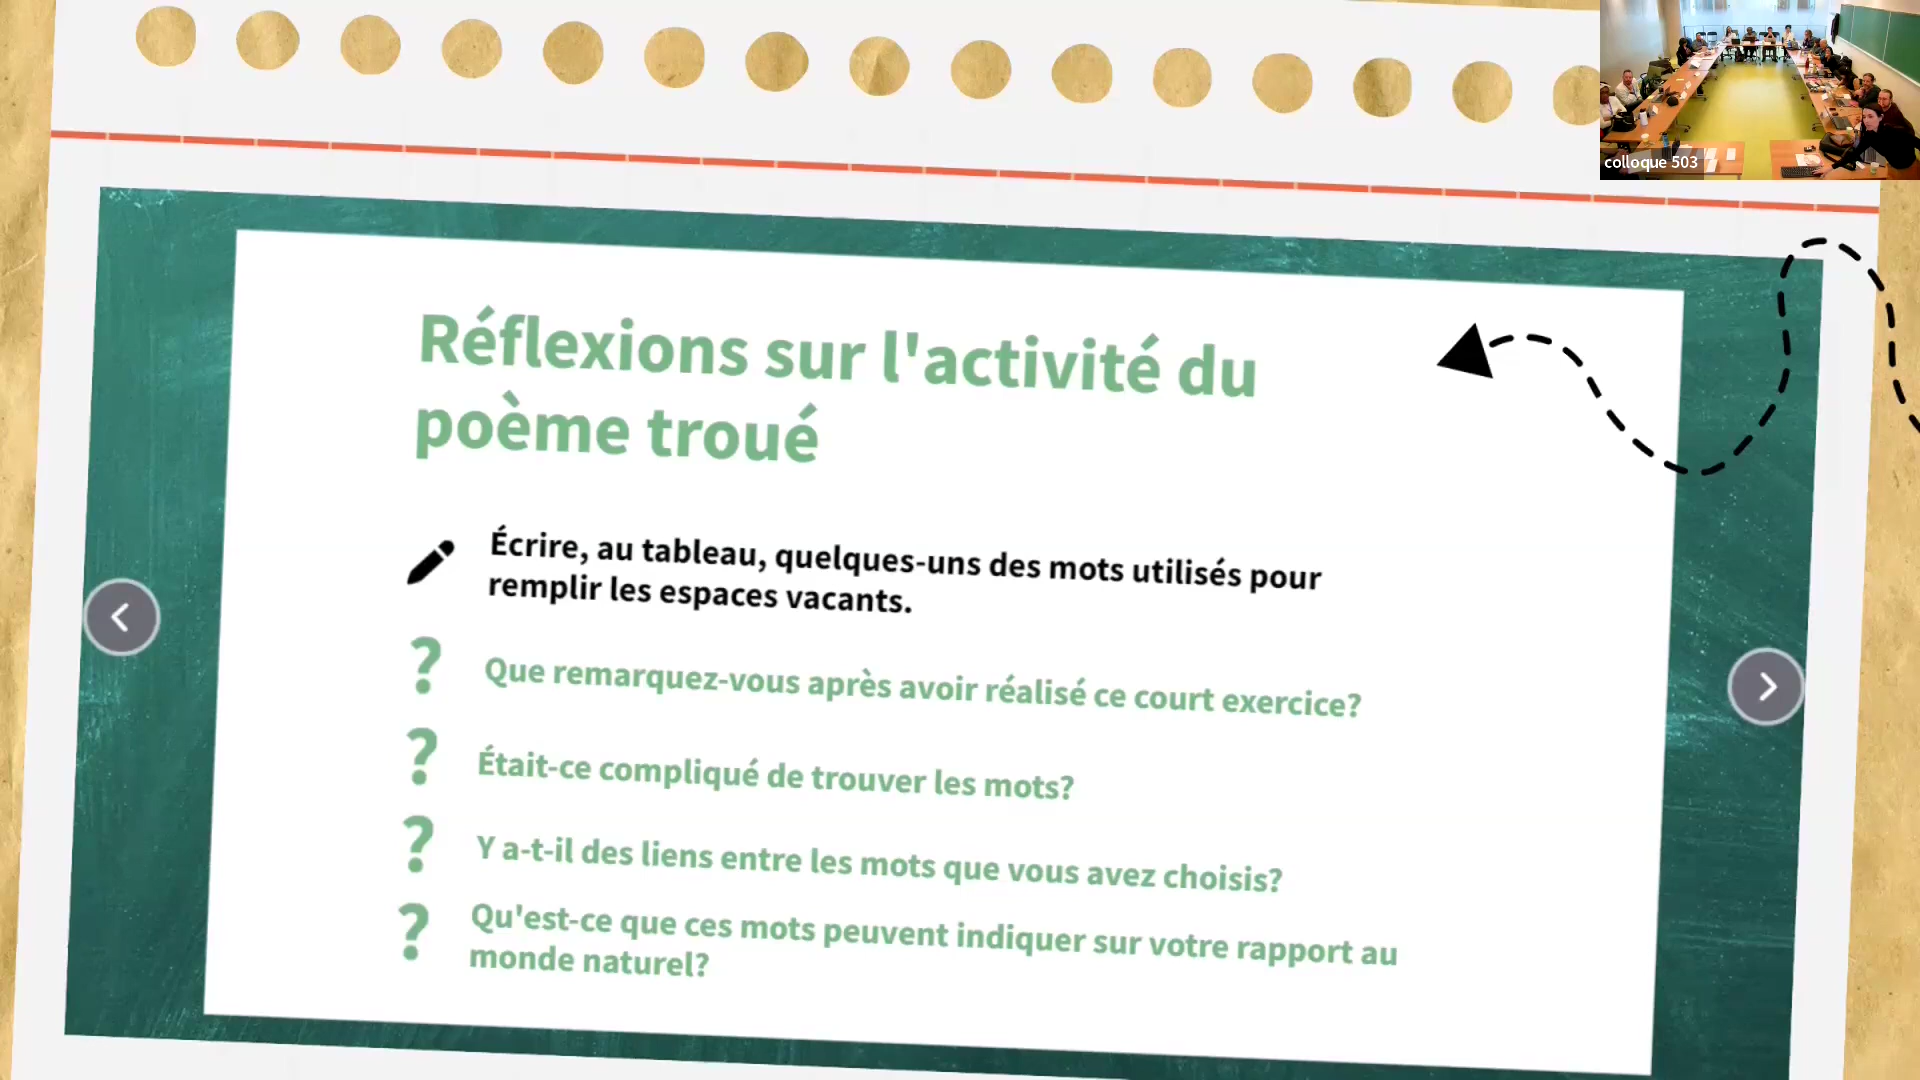 colloque 503
Réflexions sur l'activité du
poème troué
Écrire, au tableau, quelques-uns des mots utilisés pour
remplir les espaces vacants.
? Que remarquez-vous après avoir réalisé ce court exercice?
? Était-ce compliqué de trouver les mots?
? Y a-t-il des liens entre les mots que vous avez choisis?
? Qu'est-ce que ces mots peuvent indiquer sur votre rapport au
monde naturel?